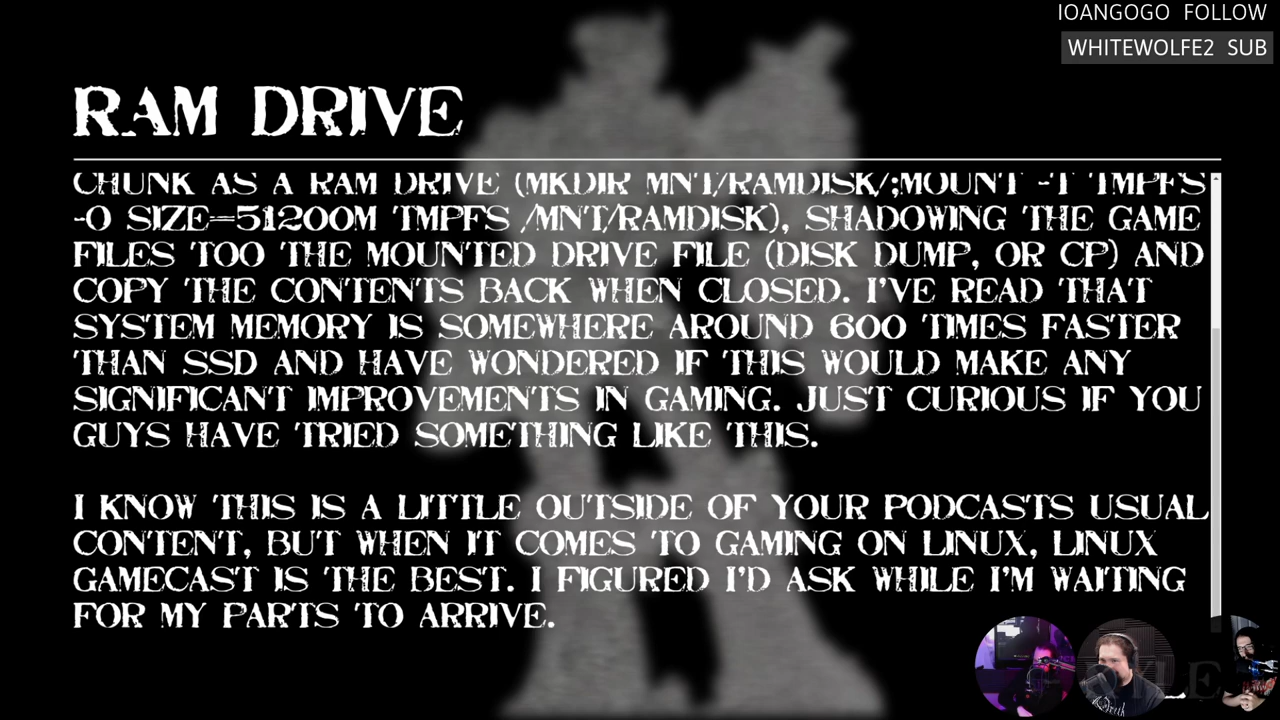 IOANGOGO FOLLOW
WHITEWOLFE2 SUB
RAM DRIVE
CHUNK AS A RAM DRIVE (MKDIR MNT/RAMDISK/;MOUNT -T TMPFS
-O SIZE=51200M TMPFS /MNT/RAMDISK), SHADOWING THE GAME
FILES TOO THE MOUNTED DRIVE FILE (DISK DUMP, OR CP) AND
COPY THE CONTENTS BACK WHEN CLOSED. I'VE READ THAT
SYSTEM MEMORY IS SOMEWHERE AROUND 600 TIMES FASTER
THAN SSD AND HAVE WONDERED IF THIS WOULD MAKE ANY
SIGNIFICANT IMPROVEMENTS IN GAMING. JUST CURIOUS IF YOU
GUYS HAVE TRIED SOMETHING LIKE THIS.
I KNOW THIS IS A LITTLE OUTSIDE OF YOUR PODCASTS USUAL
CONTENT, BUT WHEN IT COMES TO GAMING ON LINUX, LINUX
GAMECAST IS THE BEST. I FIGURED I'D ASK WHILE I'M WAITING
FOR MY PARTS TO ARRIVE.